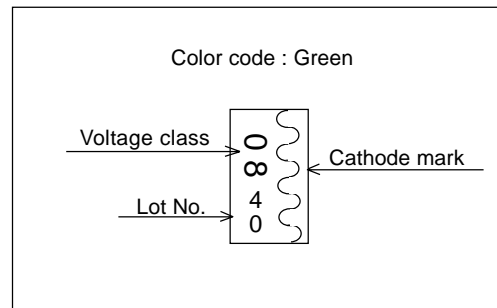 Color code : Green
Voltage class
08
Cathode mark
Lot No.
4
0